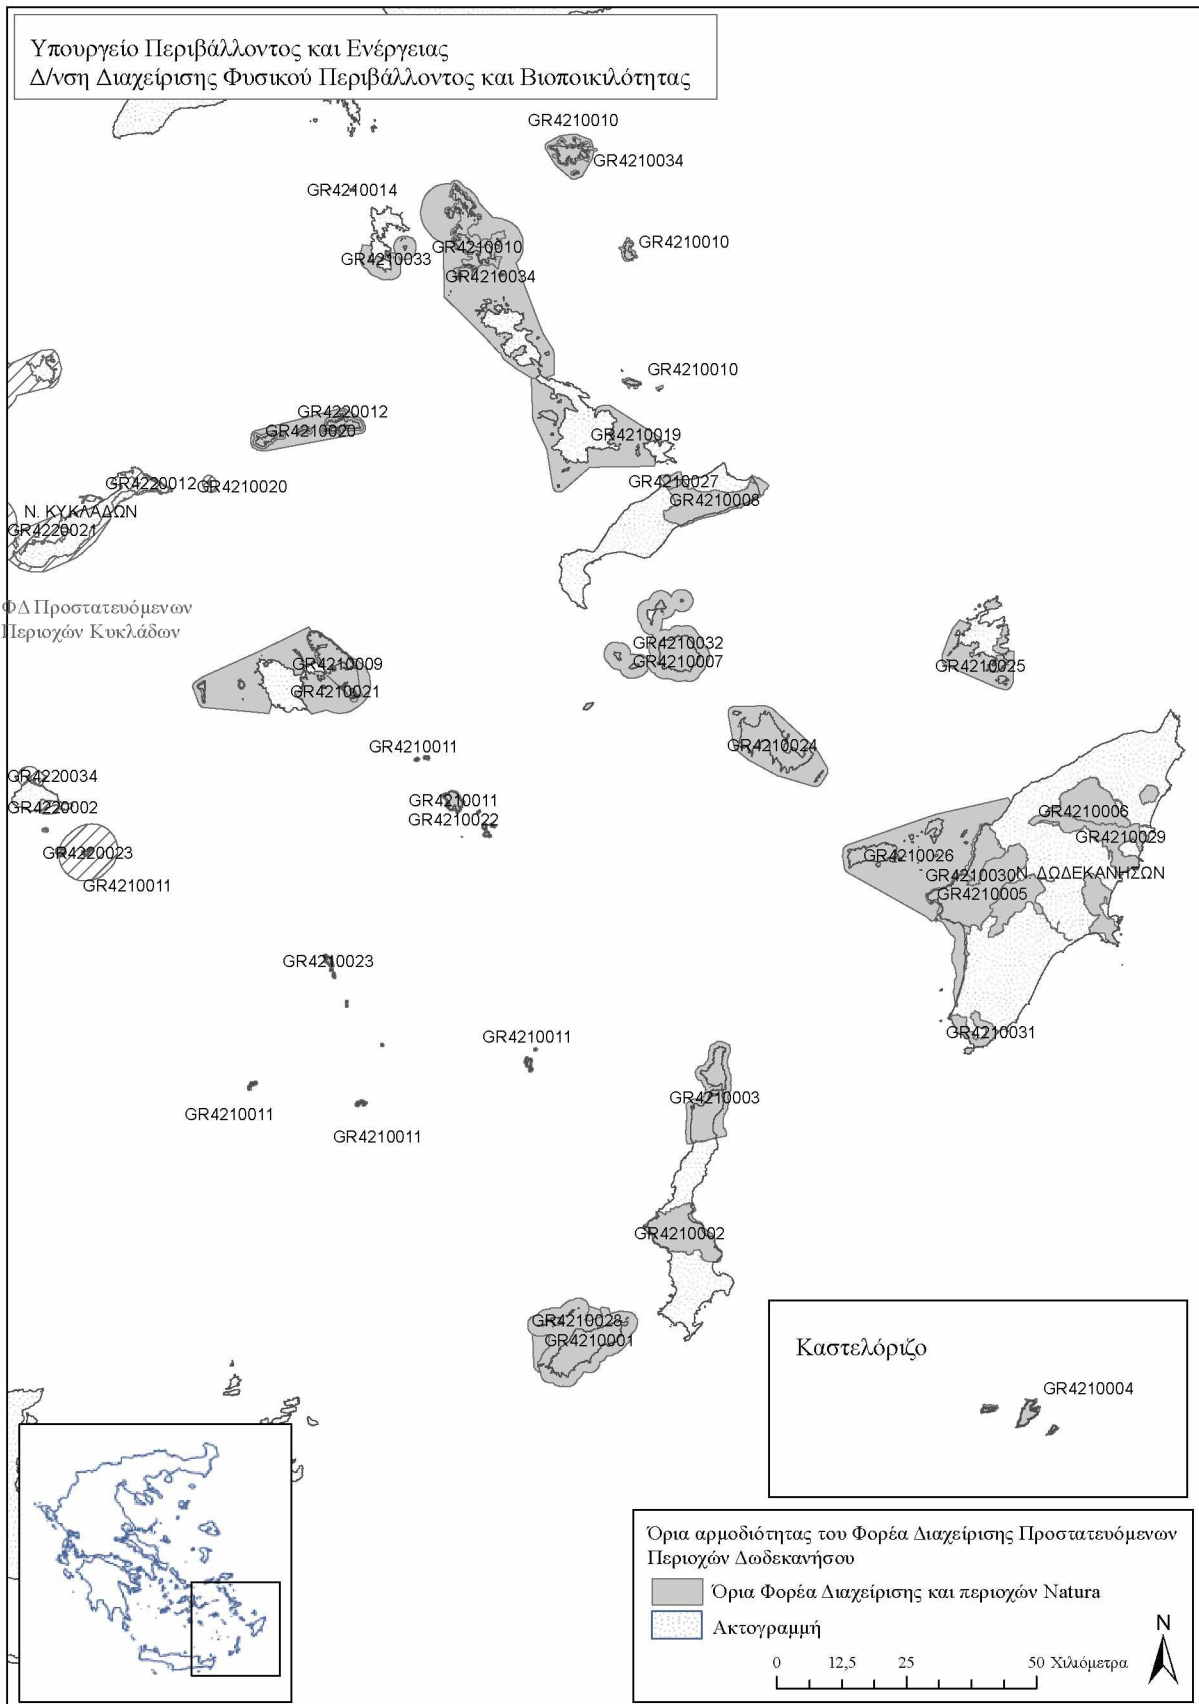 Υπουργείο Περιβάλλοντος και Ενέργειας
Δ/νση Διαχείρισης Φυσικού Περιβάλλοντος και Βιοποικιλότητας
GR4210010
GR4210034
GR4210014
GR4210010
GR4210010
GR4210033
GR4210034
GR4210010
GR4220012
GR4210020
GR4210019
GR4220012
GR4210020
GR4210027
GR4210008
Ν. ΚΥΚΛΑΔΩΝ
GR4220021
ΦΔ Προστατευόμενων
Περιοχών Κυκλάδων
GR4210032
GR4210007
GR4210009
GR4210021
GR4210025
GR4210011
GR4210024
GR4220034
GR4220002
GR4210011
GR4210022
GR4210006
GR4210029
GR4220023
GR4210011
GR4210026
GR4210030
Ν. ΔΩΔΕΚΑΝΗΣΩΝ
GR4210005
GR4210023
GR4210011
GR4210031
GR4210011
GR4210011
GR4210003
GR4210002
GR4210028
GR4210001
Καστελόριζο
GR4210004
Όρια αρμοδιότητας του Φορέα Διαχείρισης Προστατευόμενων
Περιοχών Δωδεκανήσου
Όρια Φορέα Διαχείρισης και περιοχών Natura
Ακτογραμμή
N
0 12,5 25 50 Χιλιόμετρα